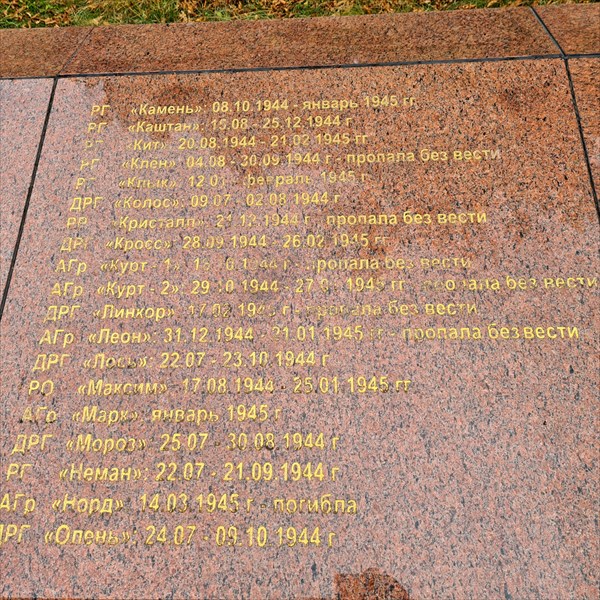 РГ «Камень»: 08.10.1944 - январь 1945 гг.
РГ «Каштан»: 15.08 - 25.12.1944 г
РГ «Кит» 20.08.1944 - 21.02 1945 гг.
РГ «Клен» 04.08 - 30.09.1944 г - пропала без вести
РГ «Клык» февраль 1945 г.
ДРГ «Колос»: 09.07 - 02.08 1944 г
РР «Кристалл» 21.12.1944 г. пропала без вести
ДРГ «Кросс» 28.09 1944 - 26.02 1945 гг.
АГр «Курт - 1» 1944 г - пропала без вести.
АГр «Курт - 2» 1945 гг. пропала без вести
ДРГ «Линкор» 17.02 1945 г - пропала без вести.
АГр «Леон»: 31.12 1944 - 21.01 1945 гг - пропала без вести
ДРГ «Лось»: 22.07 - 23.10 1944 г
РО «Максим» 17.08 1944 - 25.01 1945 гг
АГр «Марк»: январь 1945 г
ДРГ «Мороз» 25.07 - 30.08 1944 г
РГ «Неман»: 22.07 - 21.09.1944 г
АГр «Норд» 14.03.1945 г - погибла
ДРГ «Олень»: 24.07 - 09.10 1944 г